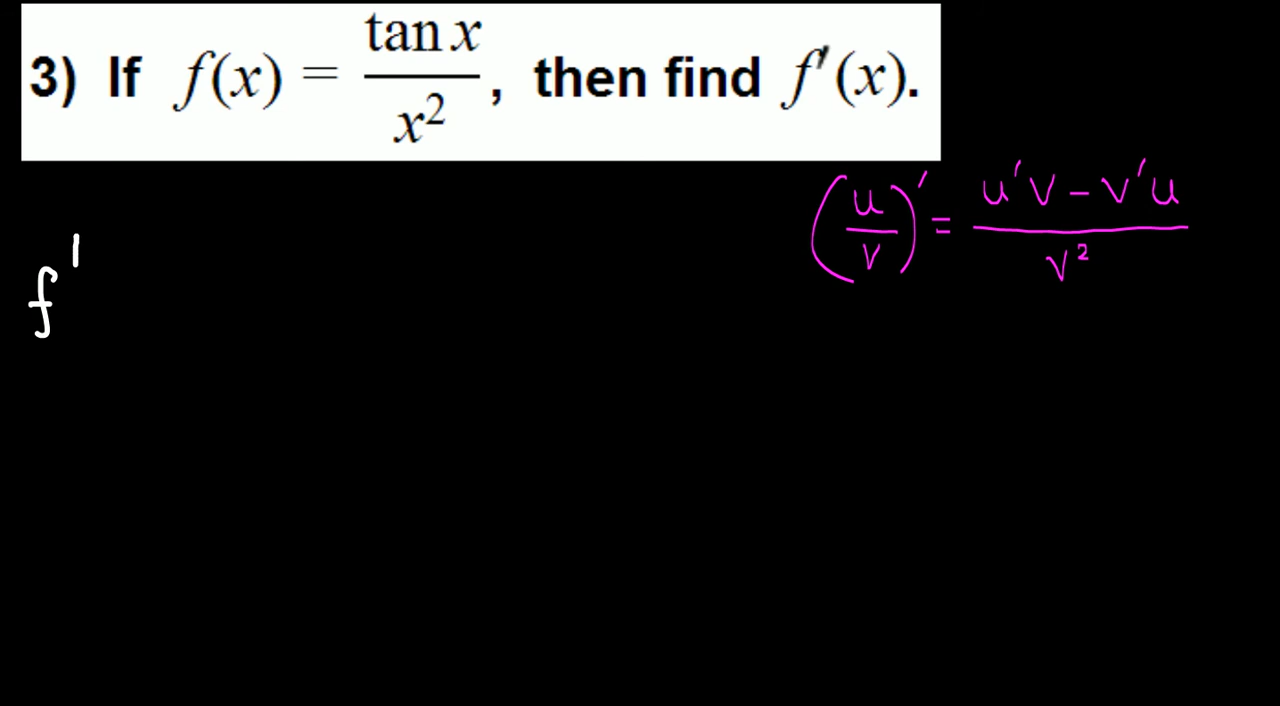 3) If f(x) = tan x / x², then find f'(x).
(u/v)' = (u'v - v'u) / v²
f'